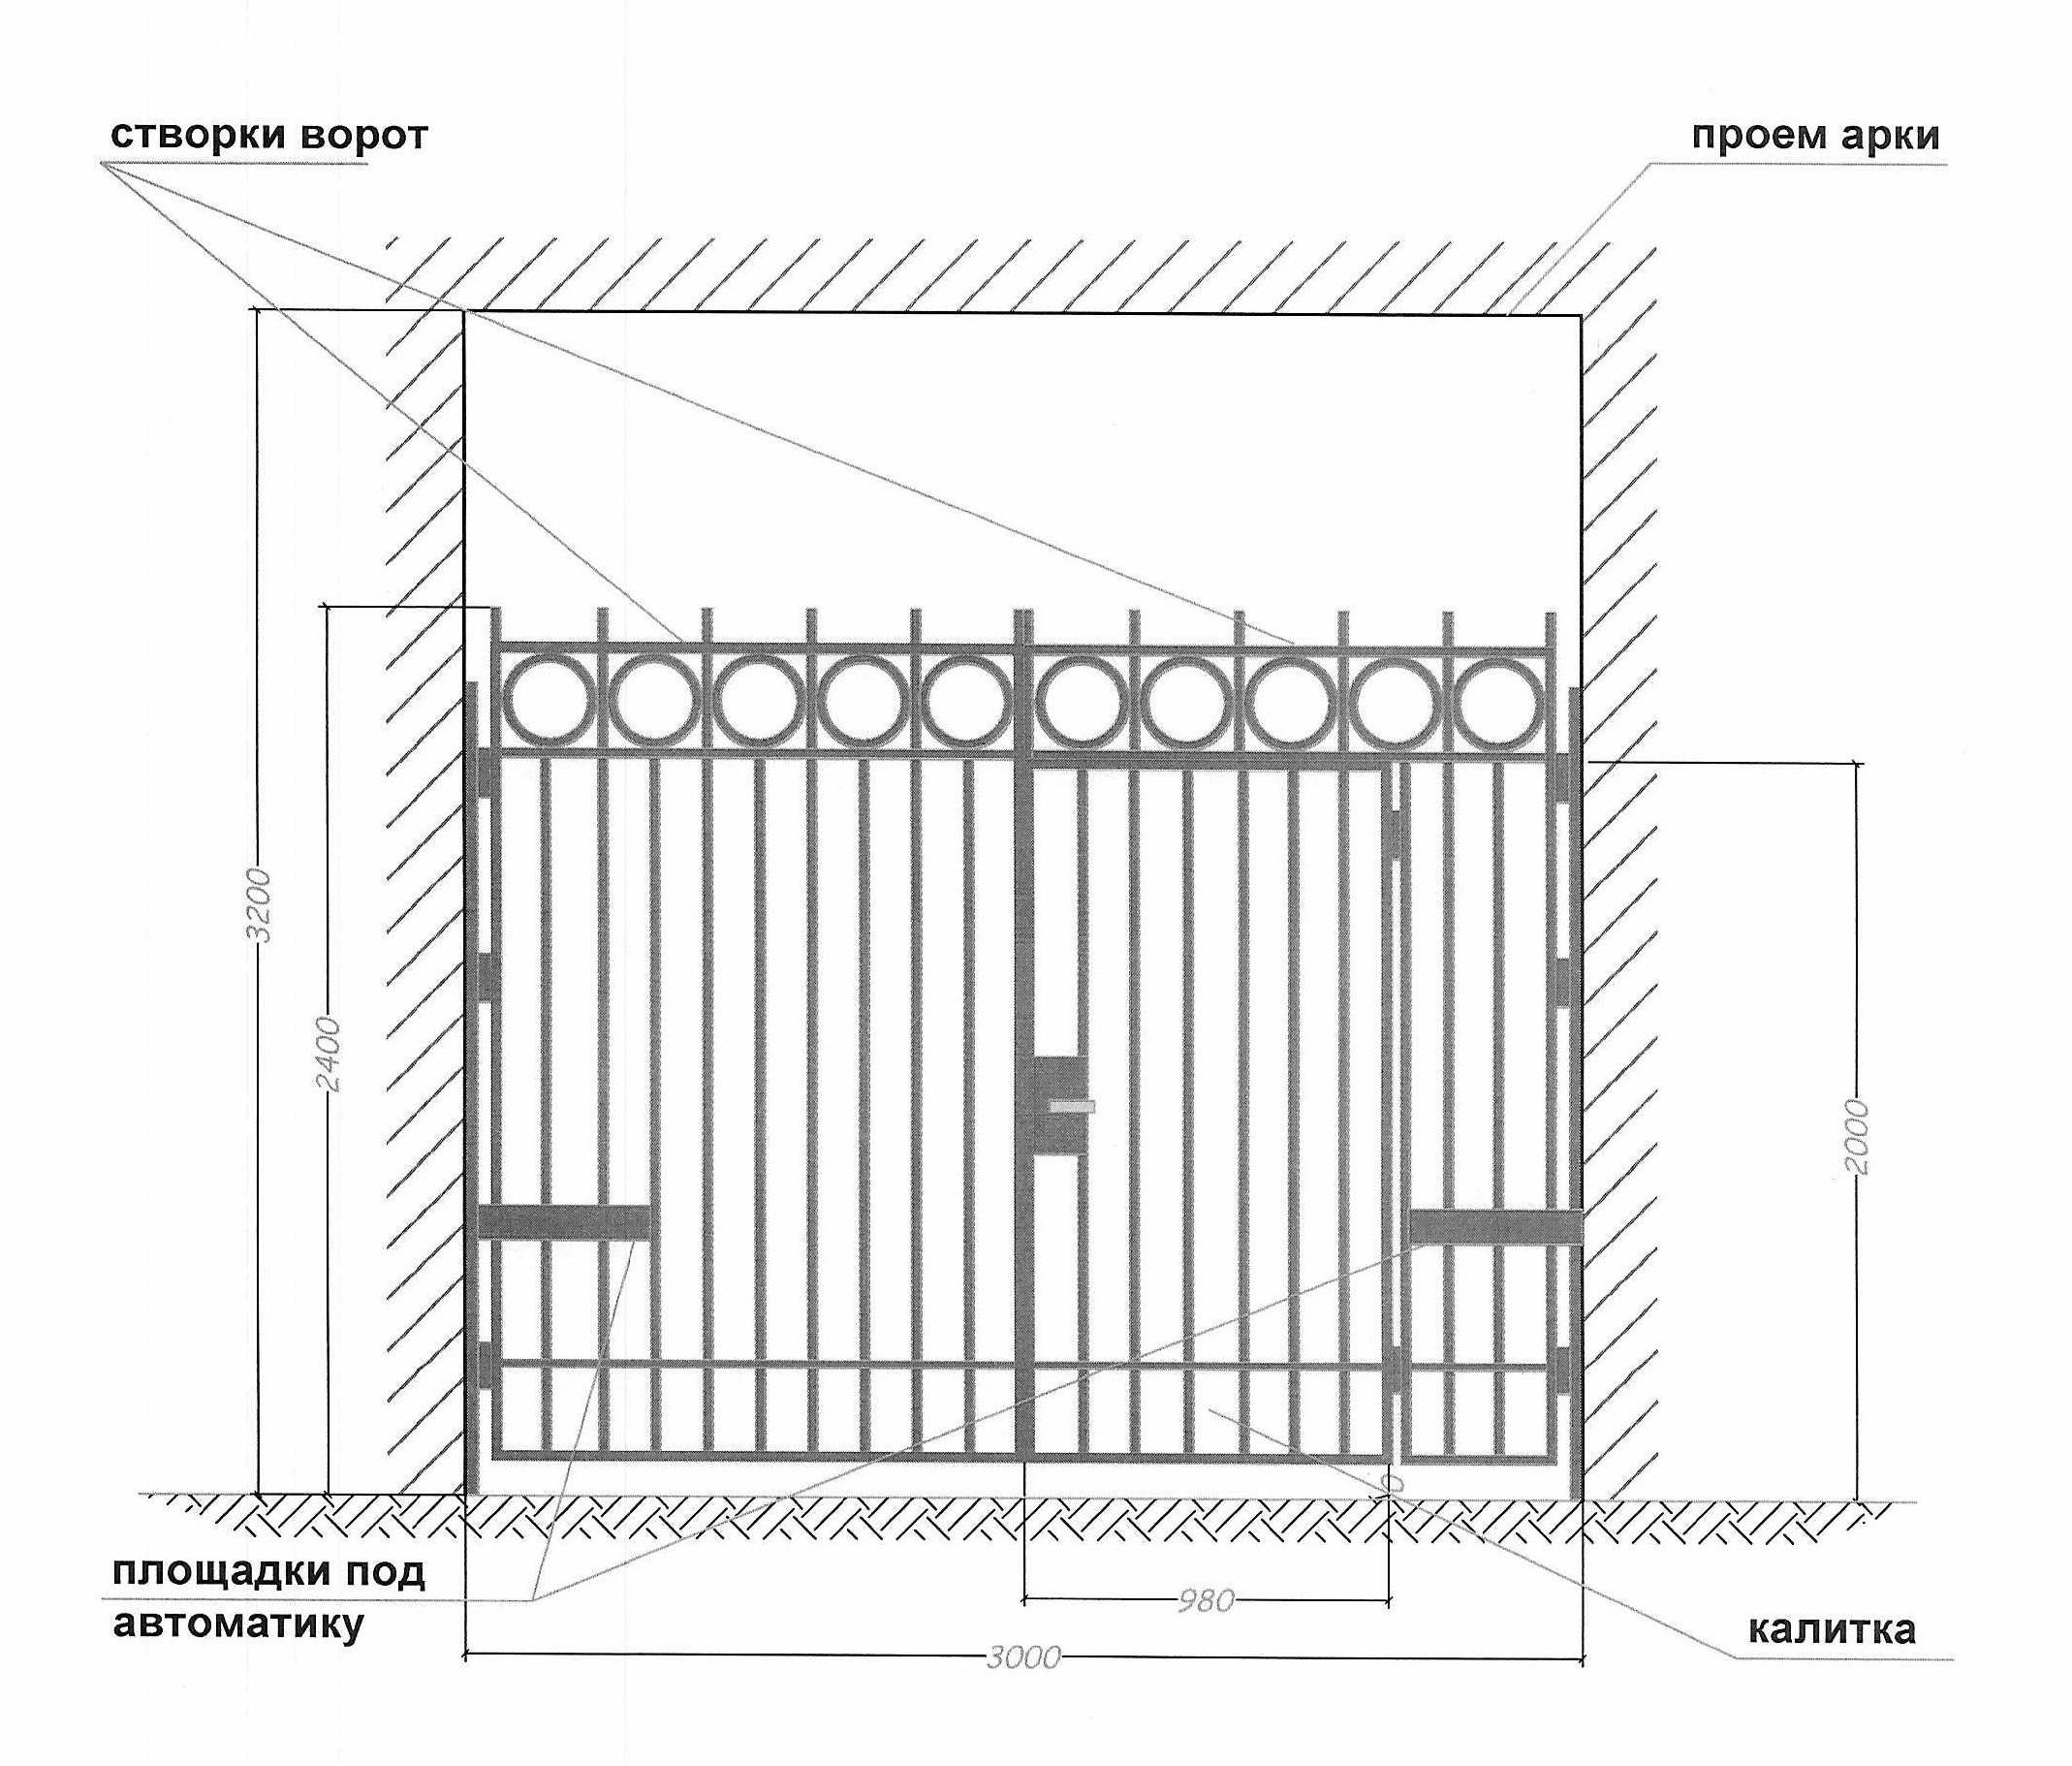 створки ворот
проем арки
3200
2400
2000
площадки под
автоматику
980
калитка
3000